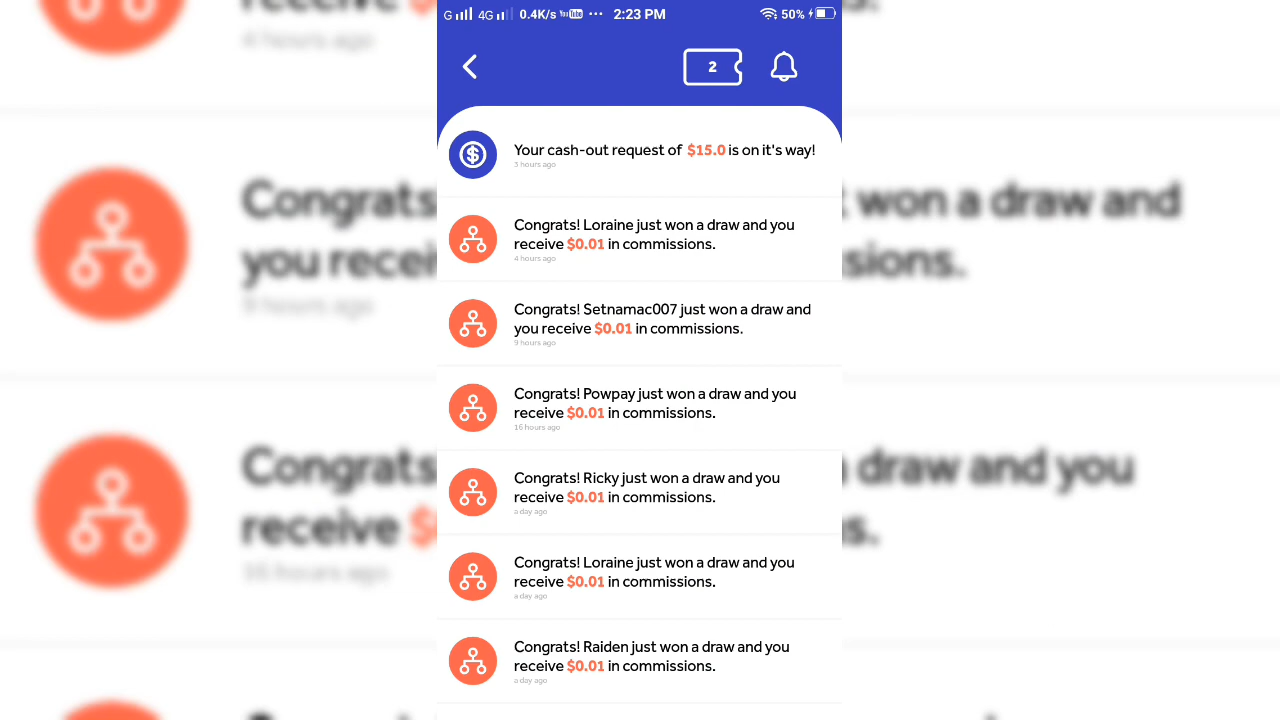 G 4G 0.4K/s You Tube ... 2:23 PM 50%
2
Your cash-out request of $15.0 is on it's way!
3 hours ago
Congrats! Loraine just won a draw and you
receive $0.01 in commissions.
4 hours ago
Congrats! Setnamac007 just won a draw and
you receive $0.01 in commissions.
9 hours ago
Congrats! Powpay just won a draw and you
receive $0.01 in commissions.
16 hours ago
Congrats! Ricky just won a draw and you
receive $0.01 in commissions.
a day ago
Congrats! Loraine just won a draw and you
receive $0.01 in commissions.
a day ago
Congrats! Raiden just won a draw and you
receive $0.01 in commissions.
a day ago